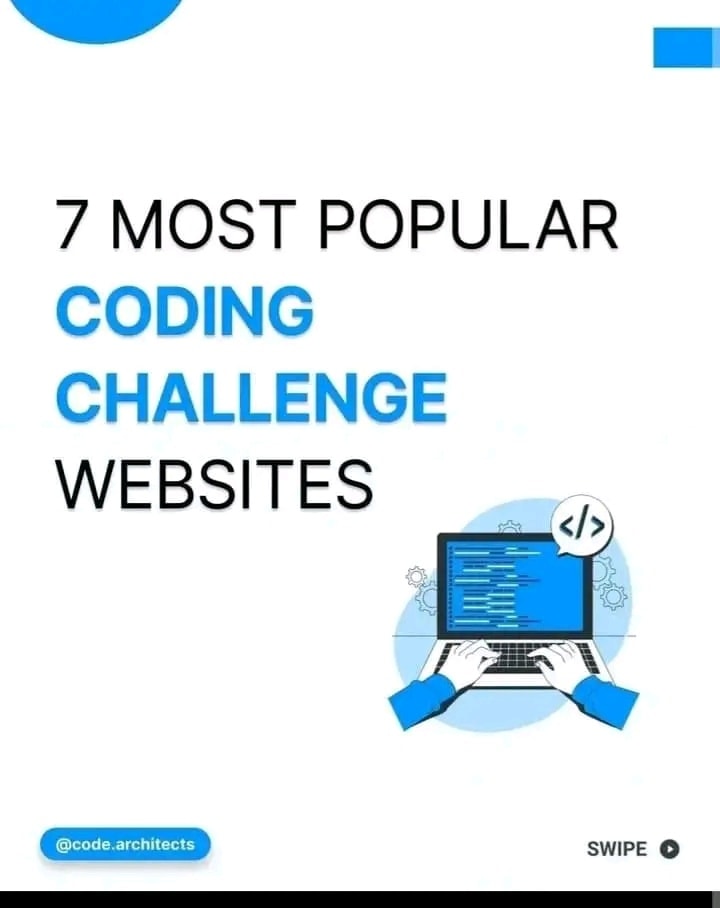 7 MOST POPULAR
CODING
CHALLENGE
WEBSITES
</>
@code.architects
SWIPE